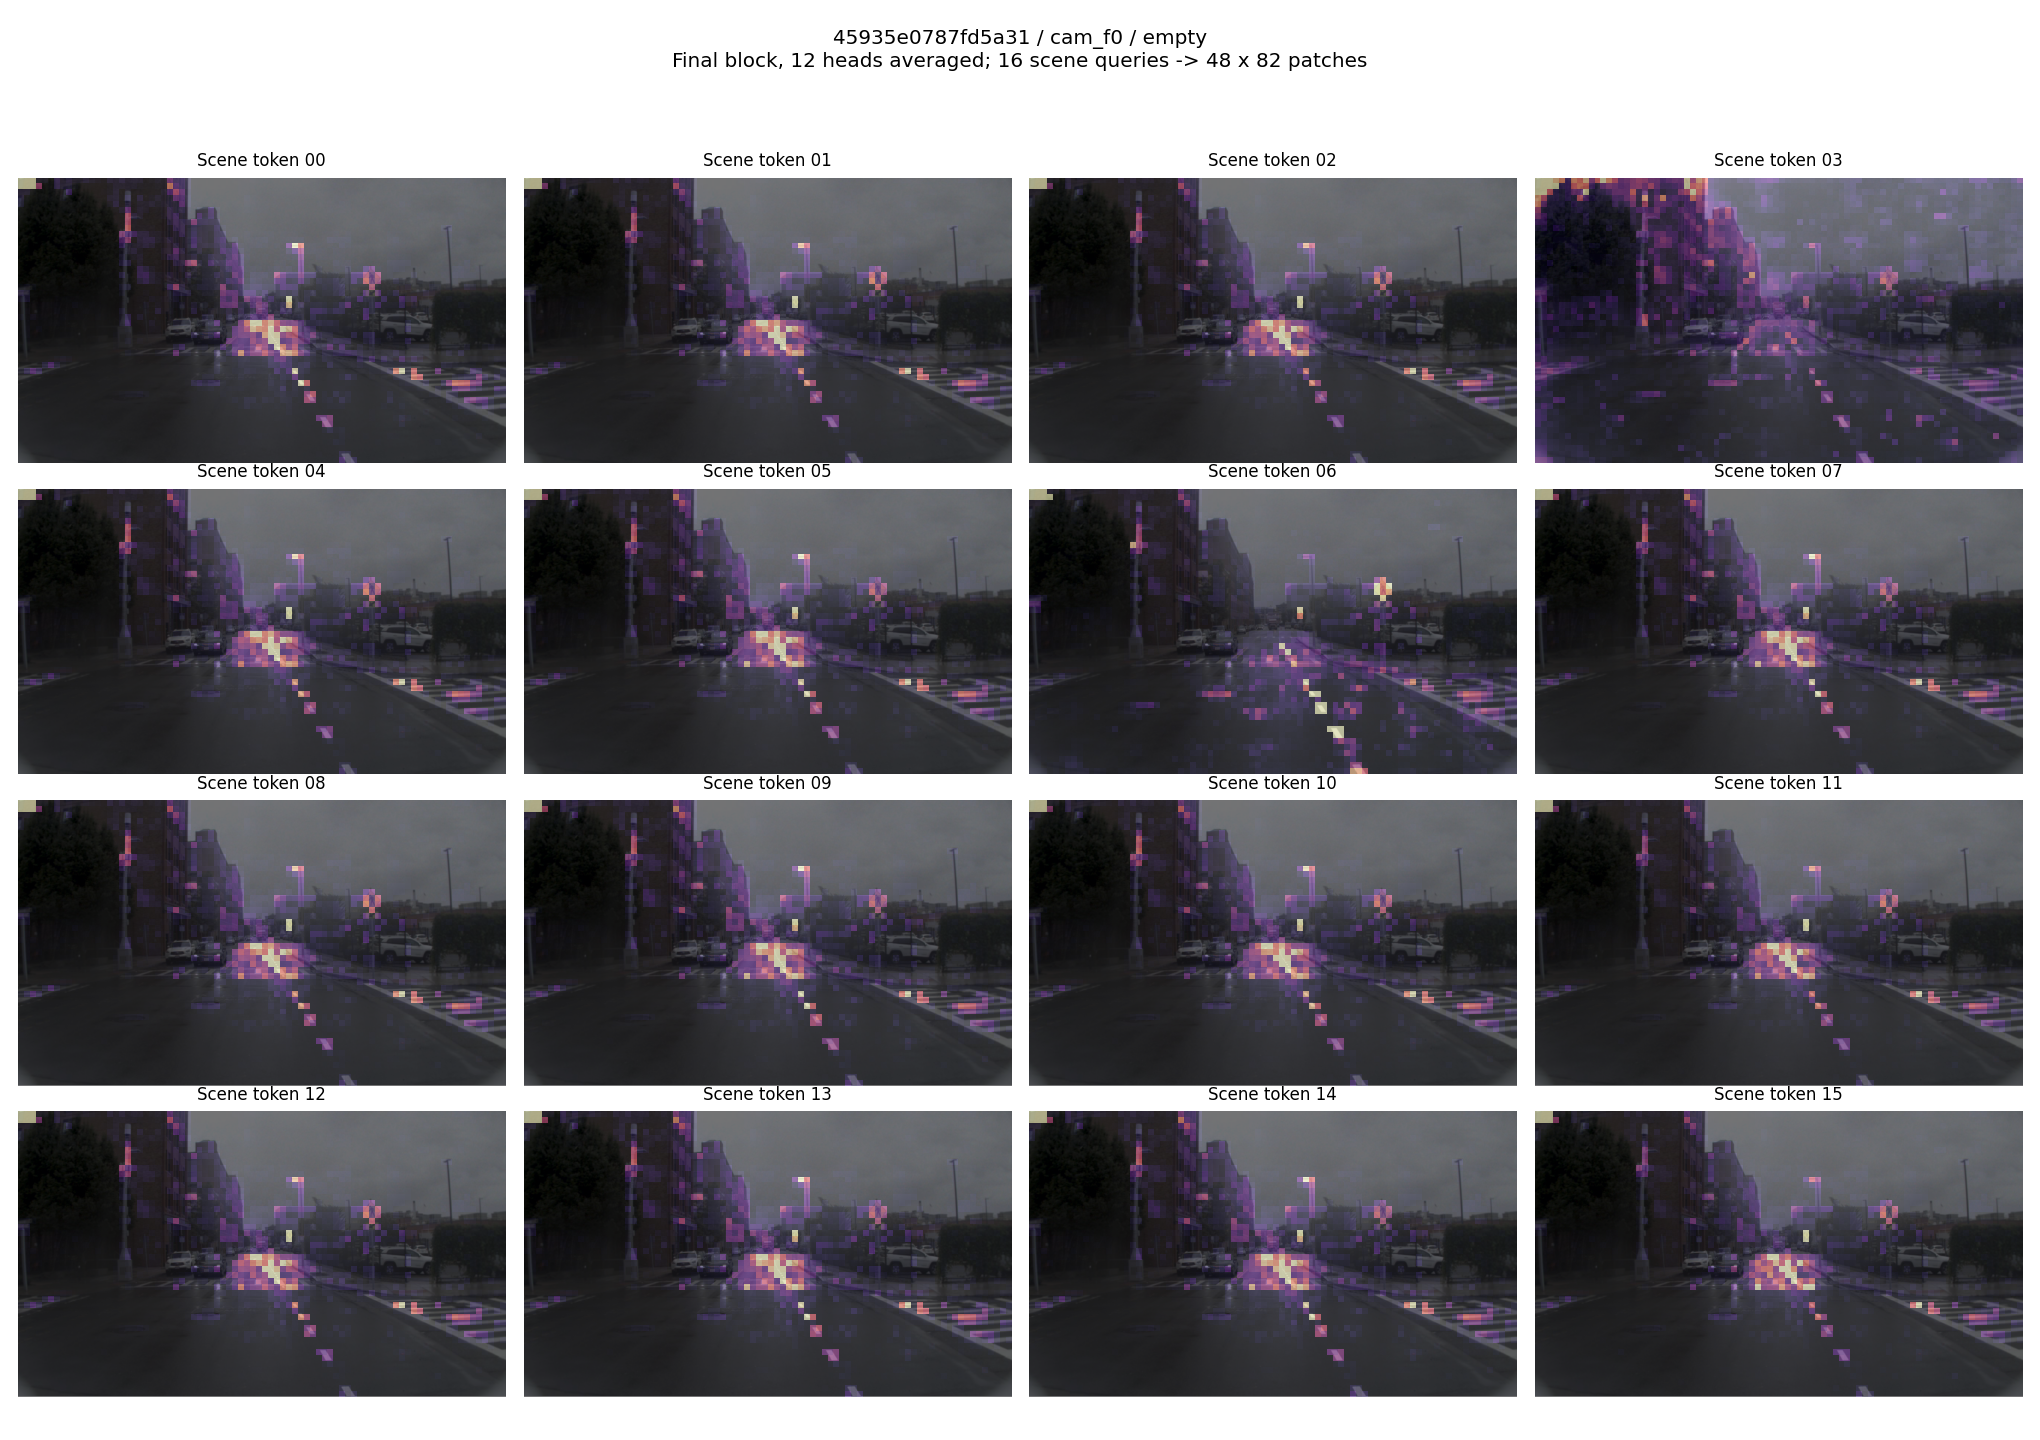 45935e0787fd5a31 / cam_f0 / empty
Final block, 12 heads averaged; 16 scene queries -> 48 x 82 patches
Scene token 00
Scene token 01
Scene token 02
Scene token 03
Scene token 04
Scene token 05
Scene token 06
Scene token 07
Scene token 08
Scene token 09
Scene token 10
Scene token 11
Scene token 12
Scene token 13
Scene token 14
Scene token 15